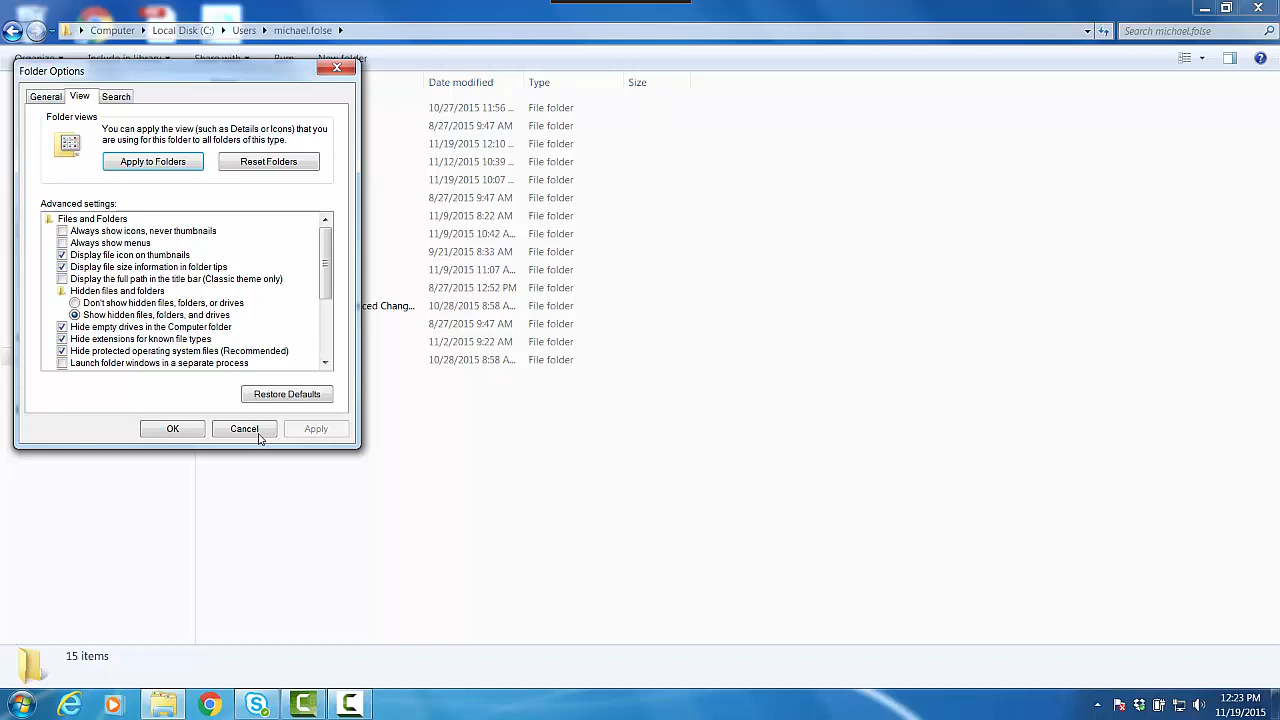 Computer Local Disk (C:) Users michael.folse
Search michael.folse
Organize Include in library Share with Burn New folder
Folder Options
General View Search
Folder views
You can apply the view (such as Details or Icons) that you
are using for this folder to all folders of this type.
Apply to Folders Reset Folders
Advanced settings:
Files and Folders
Always show icons, never thumbnails
Always show menus
Display file icon on thumbnails
Display file size information in folder tips
Display the full path in the title bar (Classic theme only)
Hidden files and folders
Don't show hidden files, folders, or drives
Show hidden files, folders, and drives
Hide empty drives in the Computer folder
Hide extensions for known file types
Hide protected operating system files (Recommended)
Launch folder windows in a separate process
Restore Defaults
OK Cancel Apply
Date modified Type Size
10/27/2015 11:56 ... File folder
8/27/2015 9:47 AM File folder
11/19/2015 12:10 ... File folder
11/12/2015 10:39 ... File folder
11/19/2015 10:07 ... File folder
8/27/2015 9:47 AM File folder
11/9/2015 8:22 AM File folder
11/9/2015 10:42 A... File folder
9/21/2015 8:33 AM File folder
11/9/2015 11:07 A... File folder
8/27/2015 12:52 PM File folder
ced Chang... 10/28/2015 8:58 A... File folder
8/27/2015 9:47 AM File folder
11/2/2015 9:22 AM File folder
10/28/2015 8:58 A... File folder
15 items
12:23 PM
11/19/2015